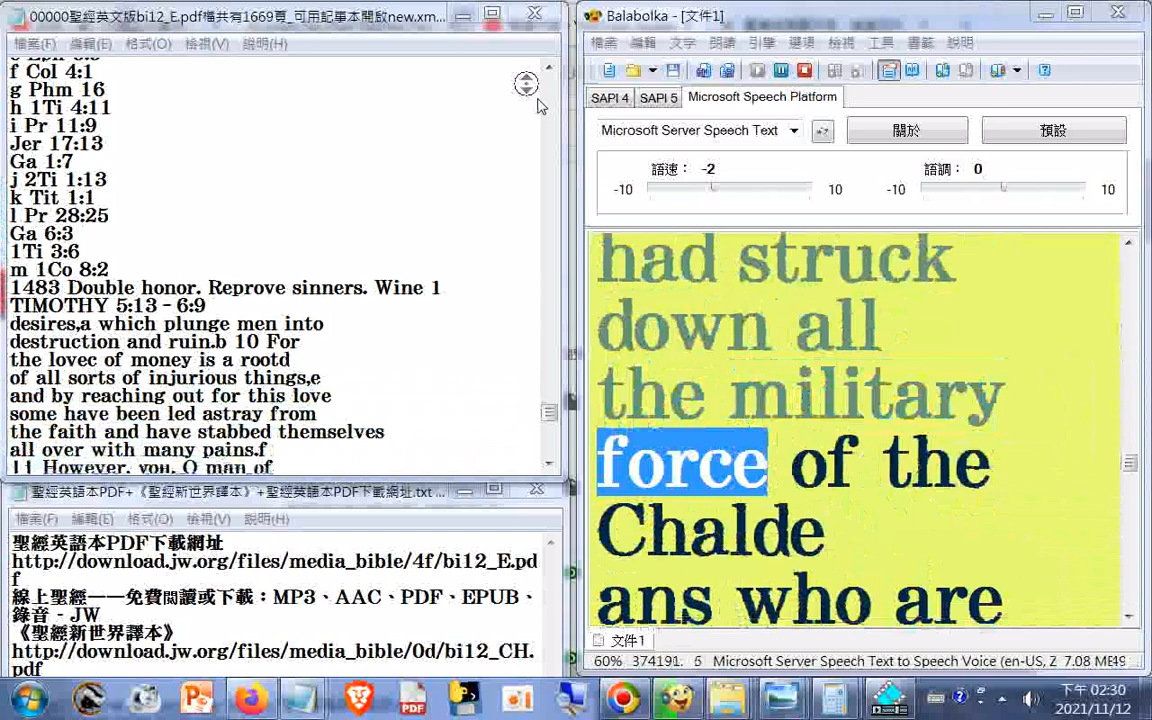 00000聖經英文版bi12_E.pdf檔共有1669頁_可用記事本開啟new.xm...
檔案(F) 編輯(E) 格式(O) 檢視(V) 說明(H)
f Col 4:1
g Phm 16
h 1Ti 4:11
i Pr 11:9
Jer 17:13
Ga 1:7
j 2Ti 1:13
k Tit 1:1
l Pr 28:25
Ga 6:3
1Ti 3:6
m 1Co 8:2
1483 Double honor. Reprove sinners. Wine 1
TIMOTHY 5:13 - 6:9
desires,a which plunge men into
destruction and ruin.b 10 For
the lovec of money is a rootd
of all sorts of injurious things,e
and by reaching out for this love
some have been led astray from
the faith and have stabbed themselves
all over with many pains.f
11 However, you, O man of
聖經英語本PDF+《聖經新世界譯本》+聖經英語本PDF下載網址.txt ...
檔案(F) 編輯(E) 格式(O) 檢視(V) 說明(H)
聖經英語本PDF下載網址
http://download.jw.org/files/media_bible/4f/bi12_E.pd
f
線上聖經——免費閱讀或下載：MP3、AAC、PDF、EPUB、
錄音 - JW
《聖經新世界譯本》
http://download.jw.org/files/media_bible/0d/bi12_CH.
pdf
Balabolka - [文件1]
檔案 編輯 文字 朗讀 引擎 選項 檢視 工具 書籤 說明
SAPI 4 SAPI 5 Microsoft Speech Platform
Microsoft Server Speech Text 關於 預設
語速： -2 語調： 0
-10 10 -10 10
had struck
down all
the military
force of the
Chalde
ans who are
文件1
60% 374191. 5 Microsoft Server Speech Text to Speech Voice (en-US, Z 7.08 ME
下午 02:30
2021/11/12